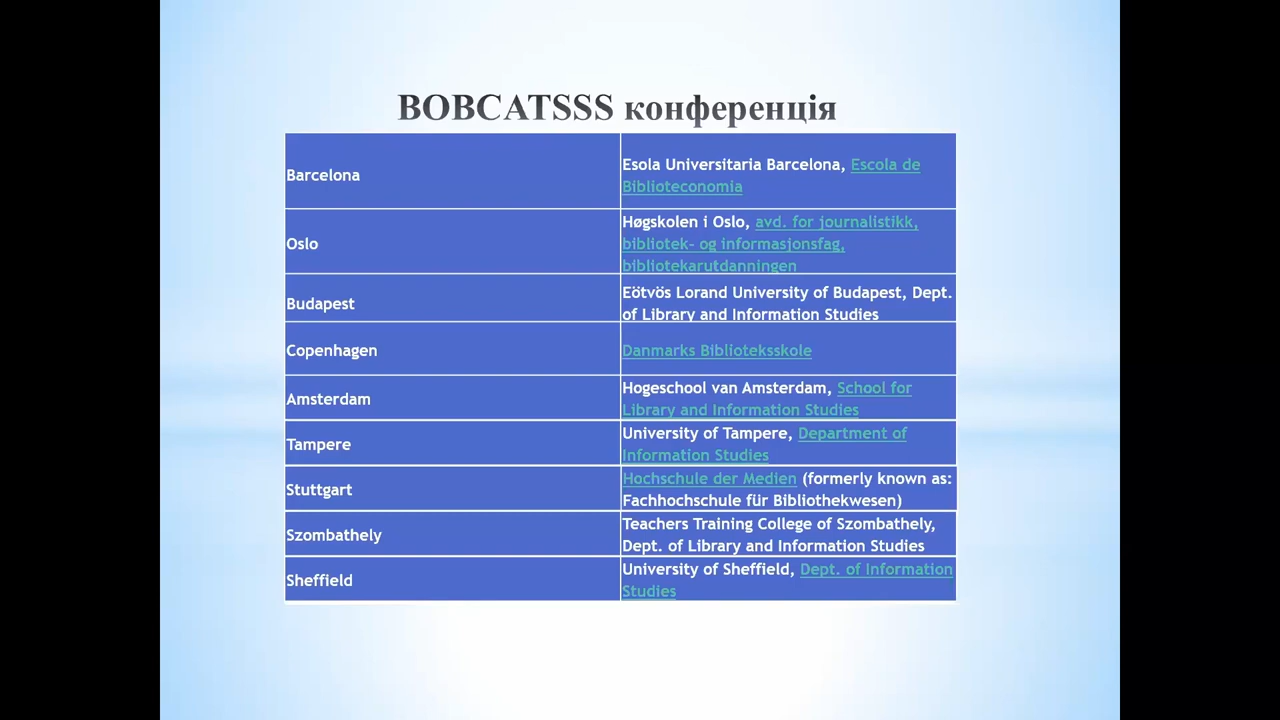 BOBCATSSS конференція
Barcelona
Esola Universitaria Barcelona, Escola de
Biblioteconomia
Oslo
Høgskolen i Oslo, avd. for journalistikk,
bibliotek- og informasjonsfag,
bibliotekarutdanningen
Budapest
Eötvös Lorand University of Budapest, Dept.
of Library and Information Studies
Copenhagen
Danmarks Biblioteksskole
Amsterdam
Hogeschool van Amsterdam, School for
Library and Information Studies
Tampere
University of Tampere, Department of
Information Studies
Stuttgart
Hochschule der Medien (formerly known as:
Fachhochschule für Bibliothekwesen)
Szombathely
Teachers Training College of Szombathely,
Dept. of Library and Information Studies
Sheffield
University of Sheffield, Dept. of Information
Studies